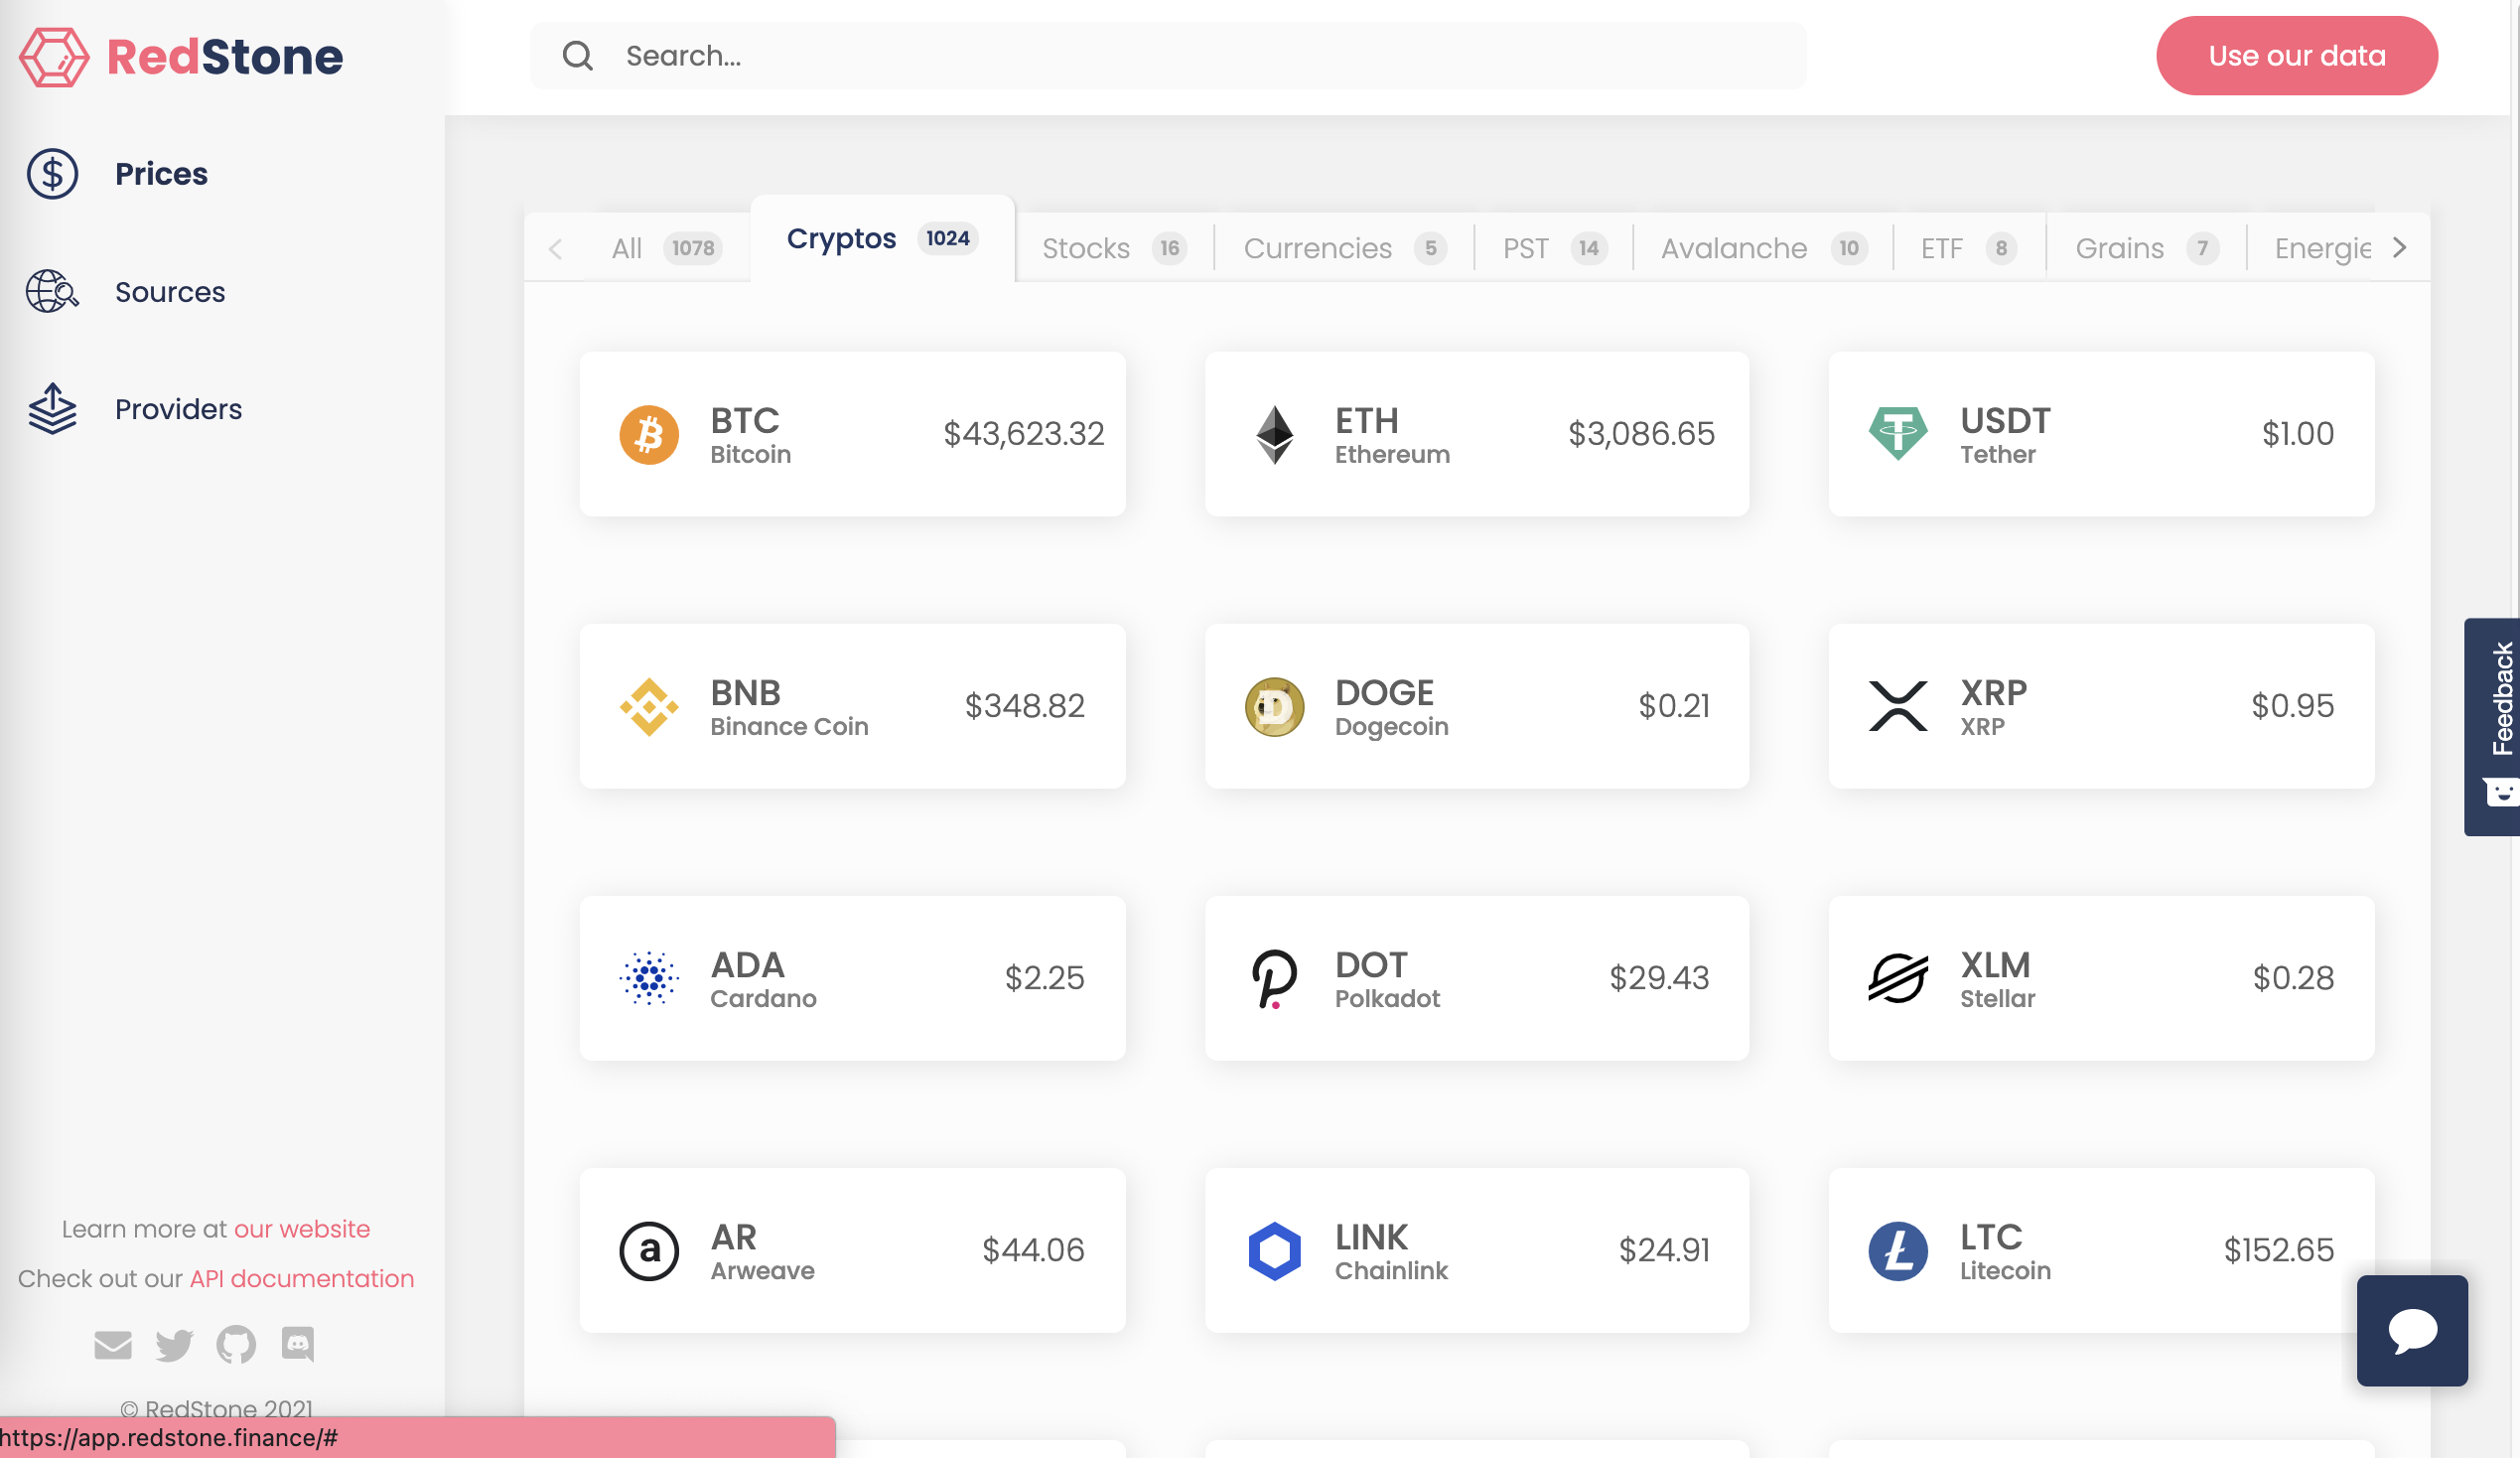 RedStone
Search...
Use our data
Prices
Sources
Providers
All 1078
Cryptos 1024
Stocks 16
Currencies 5
PST 14
Avalanche 10
ETF 8
Grains 7
Energie
BTC
Bitcoin
$43,623.32
ETH
Ethereum
$3,086.65
USDT
Tether
$1.00
BNB
Binance Coin
$348.82
DOGE
Dogecoin
$0.21
XRP
XRP
$0.95
ADA
Cardano
$2.25
DOT
Polkadot
$29.43
XLM
Stellar
$0.28
AR
Arweave
$44.06
LINK
Chainlink
$24.91
LTC
Litecoin
$152.65
Feedback
Learn more at our website
Check out our API documentation
© RedStone 2021
https://app.redstone.finance/#